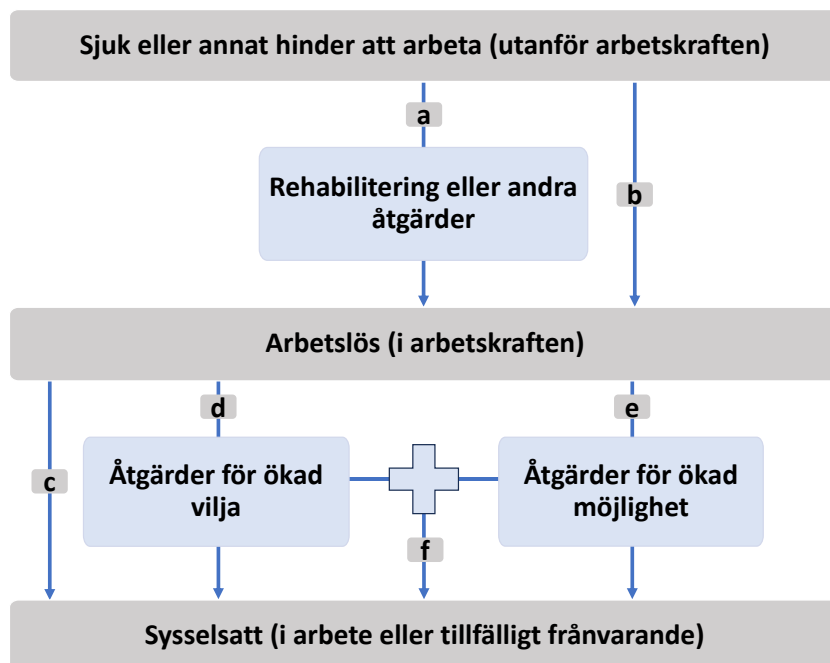 Sjuk eller annat hinder att arbeta (utanför arbetskraften)
a
Rehabilitering eller andra
åtgärder
b
Arbetslös (i arbetskraften)
d
e
c
Åtgärder för ökad
vilja
Åtgärder för ökad
möjlighet
f
Sysselsatt (i arbete eller tillfälligt frånvarande)